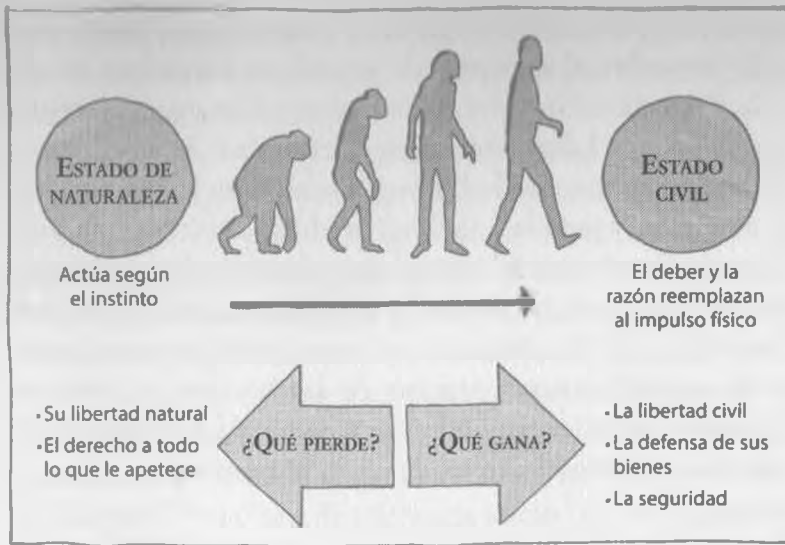 ESTADO DE
NATURALEZA
Actúa según
el instinto
ESTADO
CIVIL
El deber y la
razón reemplazan
al impulso físico
• Su libertad natural
• El derecho a todo
lo que le apetece
¿QUÉ PIERDE?
¿QUÉ GANA?
• La libertad civil
• La defensa de sus
bienes
• La seguridad